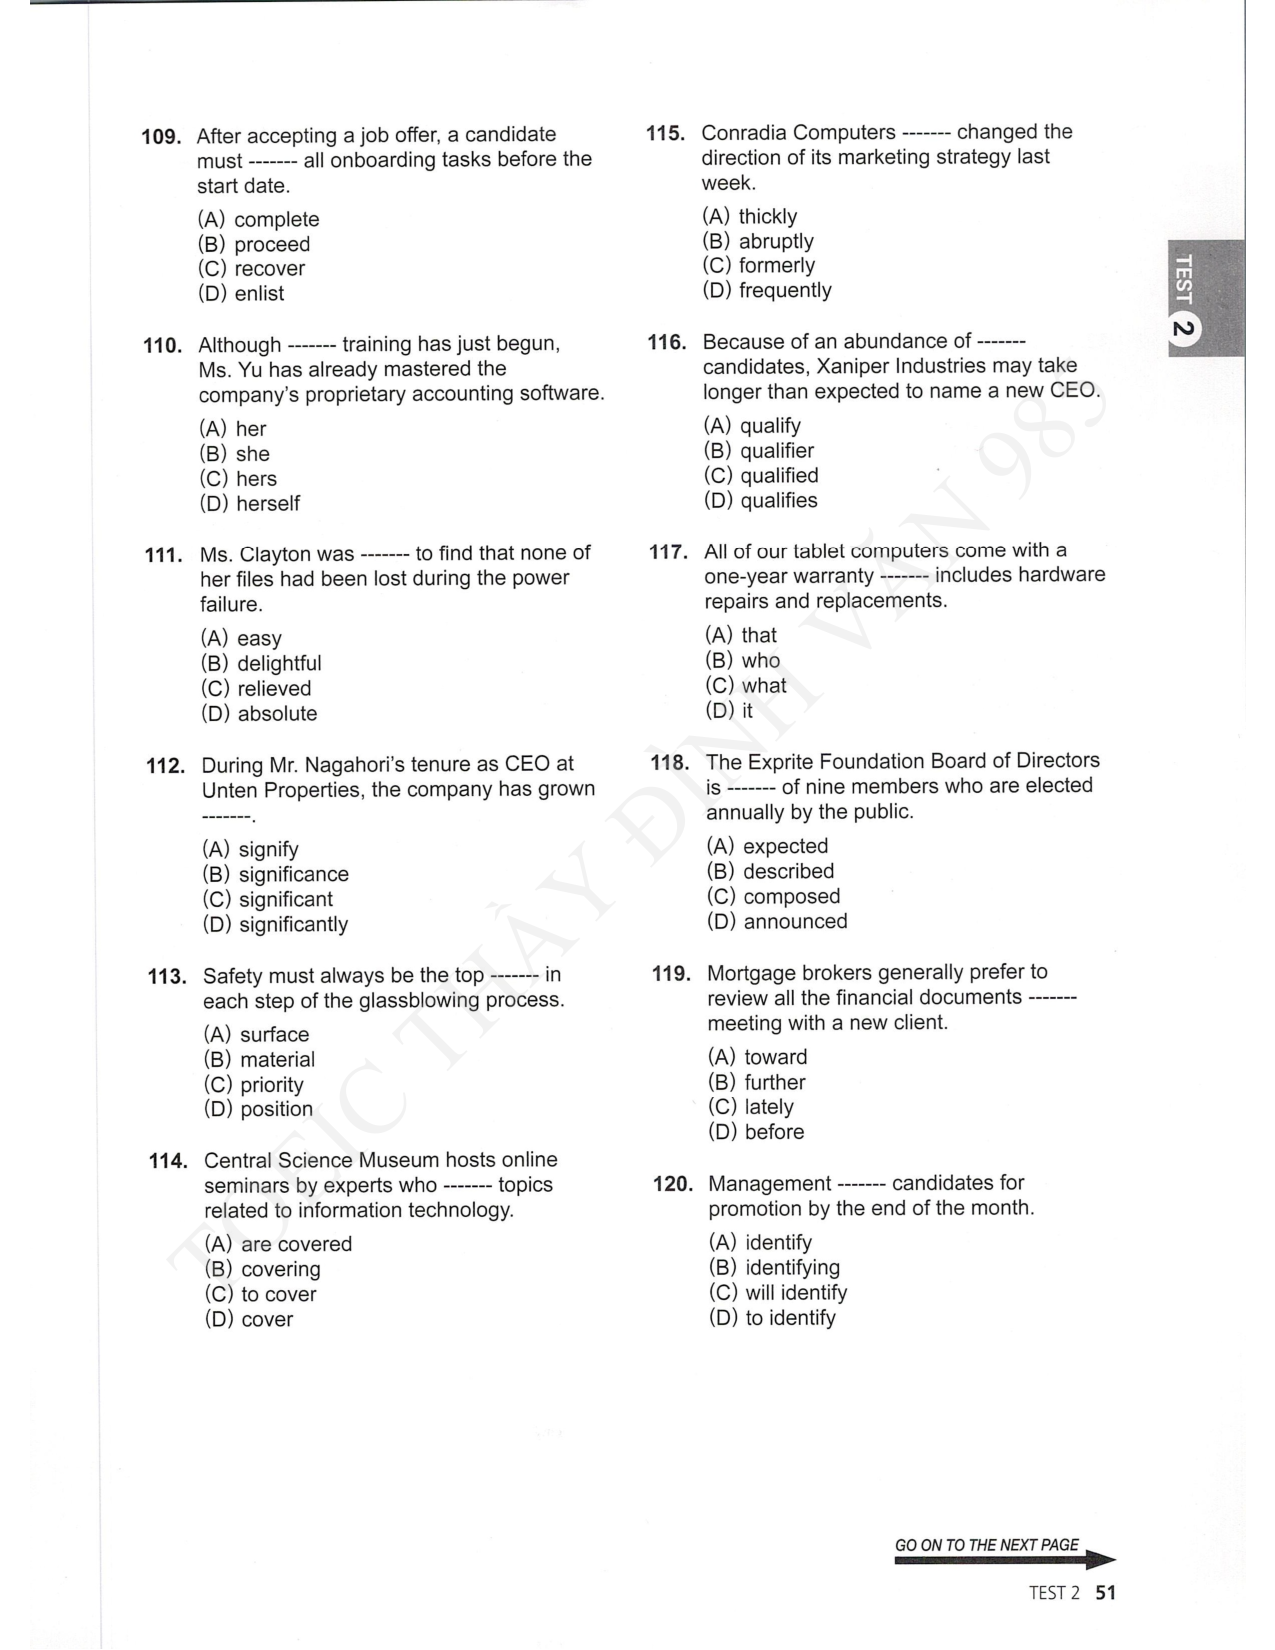 109. After accepting a job offer, a candidate
must ------- all onboarding tasks before the
start date.
(A) complete
(B) proceed
(C) recover
(D) enlist
110. Although ------- training has just begun,
Ms. Yu has already mastered the
company's proprietary accounting software.
(A) her
(B) she
(C) hers
(D) herself
111. Ms. Clayton was ------- to find that none of
her files had been lost during the power
failure.
(A) easy
(B) delightful
(C) relieved
(D) absolute
112. During Mr. Nagahori's tenure as CEO at
Unten Properties, the company has grown
-------.
(A) signify
(B) significance
(C) significant
(D) significantly
113. Safety must always be the top ------- in
each step of the glassblowing process.
(A) surface
(B) material
(C) priority
(D) position
114. Central Science Museum hosts online
seminars by experts who ------- topics
related to information technology.
(A) are covered
(B) covering
(C) to cover
(D) cover
115. Conradia Computers ------- changed the
direction of its marketing strategy last
week.
(A) thickly
(B) abruptly
(C) formerly
(D) frequently
116. Because of an abundance of -------
candidates, Xaniper Industries may take
longer than expected to name a new CEO.
(A) qualify
(B) qualifier
(C) qualified
(D) qualifies
117. All of our tablet computers come with a
one-year warranty ------- includes hardware
repairs and replacements.
(A) that
(B) who
(C) what
(D) it
118. The Exprite Foundation Board of Directors
is ------- of nine members who are elected
annually by the public.
(A) expected
(B) described
(C) composed
(D) announced
119. Mortgage brokers generally prefer to
review all the financial documents -------
meeting with a new client.
(A) toward
(B) further
(C) lately
(D) before
120. Management ------- candidates for
promotion by the end of the month.
(A) identify
(B) identifying
(C) will identify
(D) to identify
TEST 2
TOEIC THẦY ĐÌNH VĂN 985
GO ON TO THE NEXT PAGE
TEST 2 51